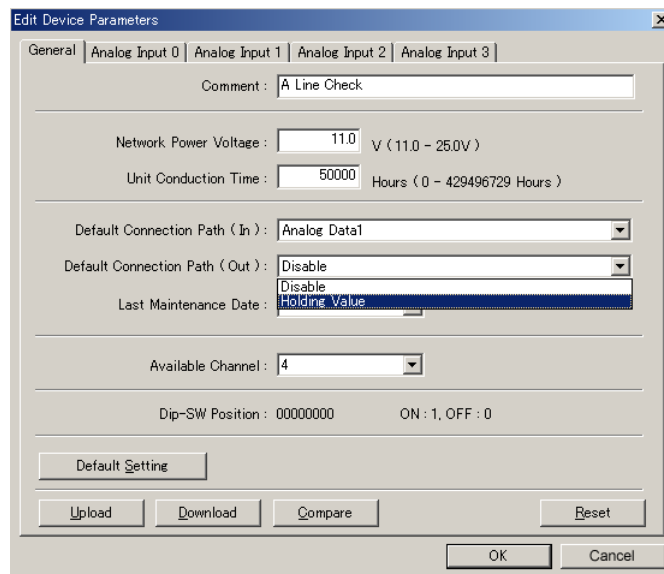 Edit Device Parameters
General Analog Input 0 Analog Input 1 Analog Input 2 Analog Input 3
Comment : A Line Check
Network Power Voltage : 11.0 V ( 11.0 - 25.0V )
Unit Conduction Time : 50000 Hours ( 0 - 429496729 Hours )
Default Connection Path ( In ) : Analog Data1
Default Connection Path ( Out ) : Disable
Disable
Last Maintenance Date : Holding Value
Available Channel : 4
Dip-SW Position : 00000000 ON : 1, OFF : 0
Default Setting
Upload Download Compare Reset
OK Cancel